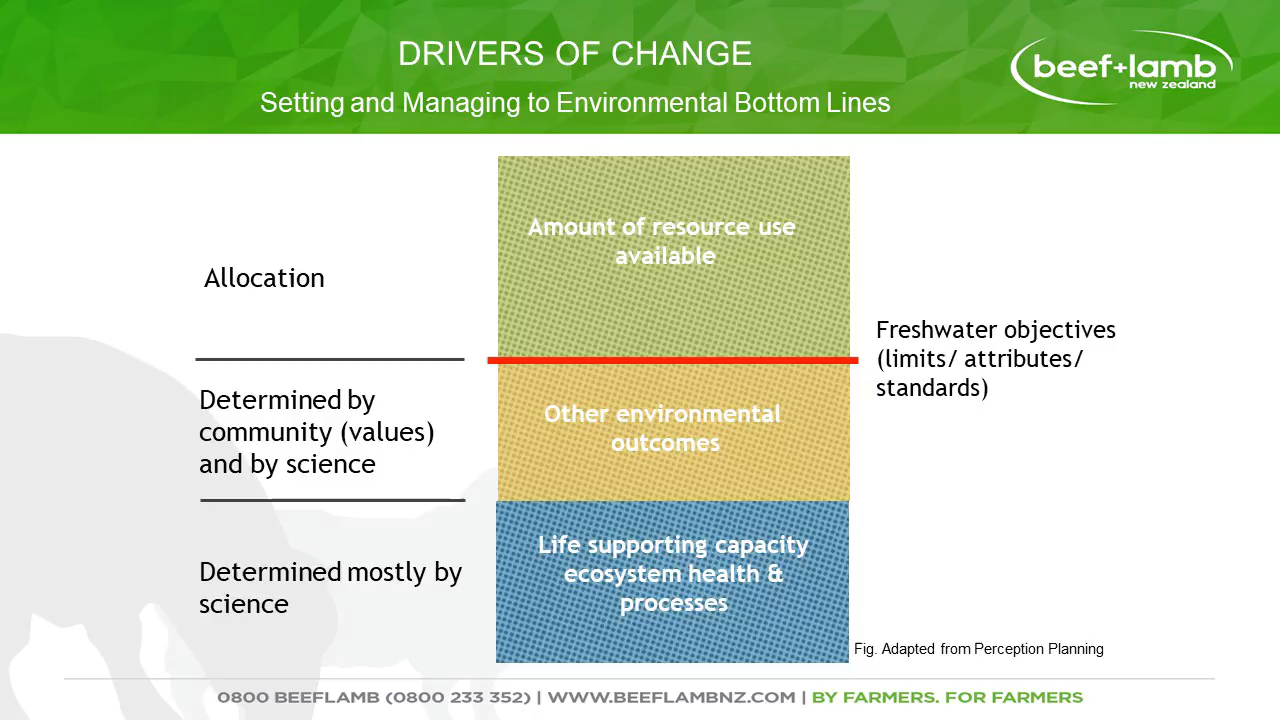 DRIVERS OF CHANGE
Setting and Managing to Environmental Bottom Lines
beef+lamb
new zealand
Amount of resource use
available
Allocation
Freshwater objectives
(limits/ attributes/
standards)
Determined by
community (values)
and by science
Other environmental
outcomes
Determined mostly by
science
Life supporting capacity
ecosystem health &
processes
Fig. Adapted from Perception Planning
0800 BEEFLAMB (0800 233 352) | WWW.BEEFLAMBNZ.COM | BY FARMERS. FOR FARMERS